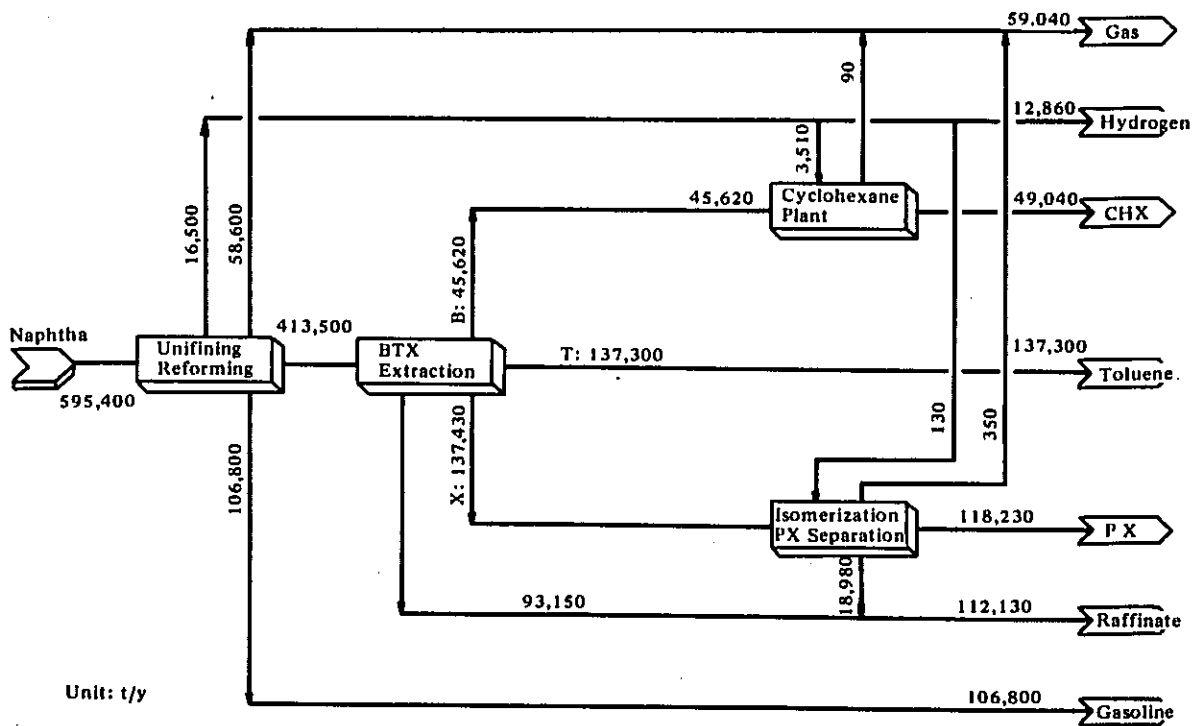 59,040
Gas
90
12,860
Hydrogen
3,510
16,500
58,600
45,620
Cyclohexane
Plant
49,040
CHX
B: 45,620
Naphtha
595,400
Unifining
Reforming
413,500
BTX
Extraction
T: 137,300
137,300
Toluene.
130
350
106,800
X: 137,430
Isomerization
PX Separation
118,230
PX
18,980
93,150
112,130
Raffinate
Unit: t/y
106,800
Gasoline